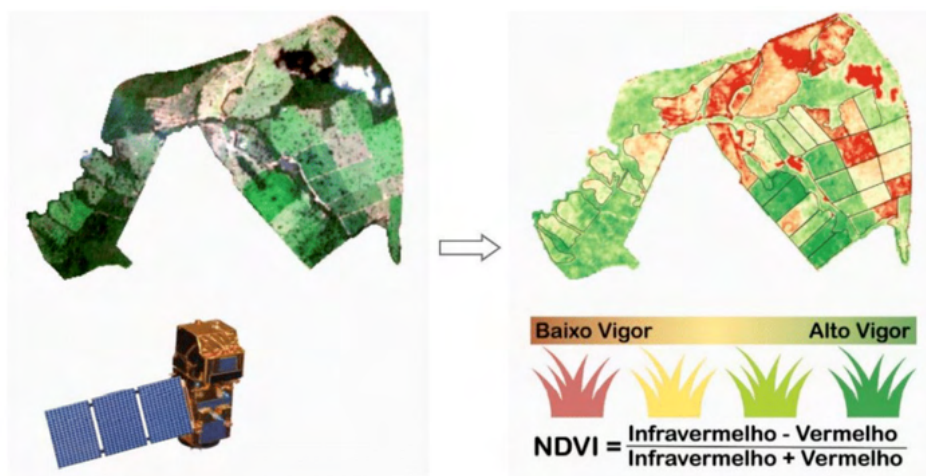 Baixo Vigor Alto Vigor
NDVI = Infravermelho - Vermelho
Infravermelho + Vermelho